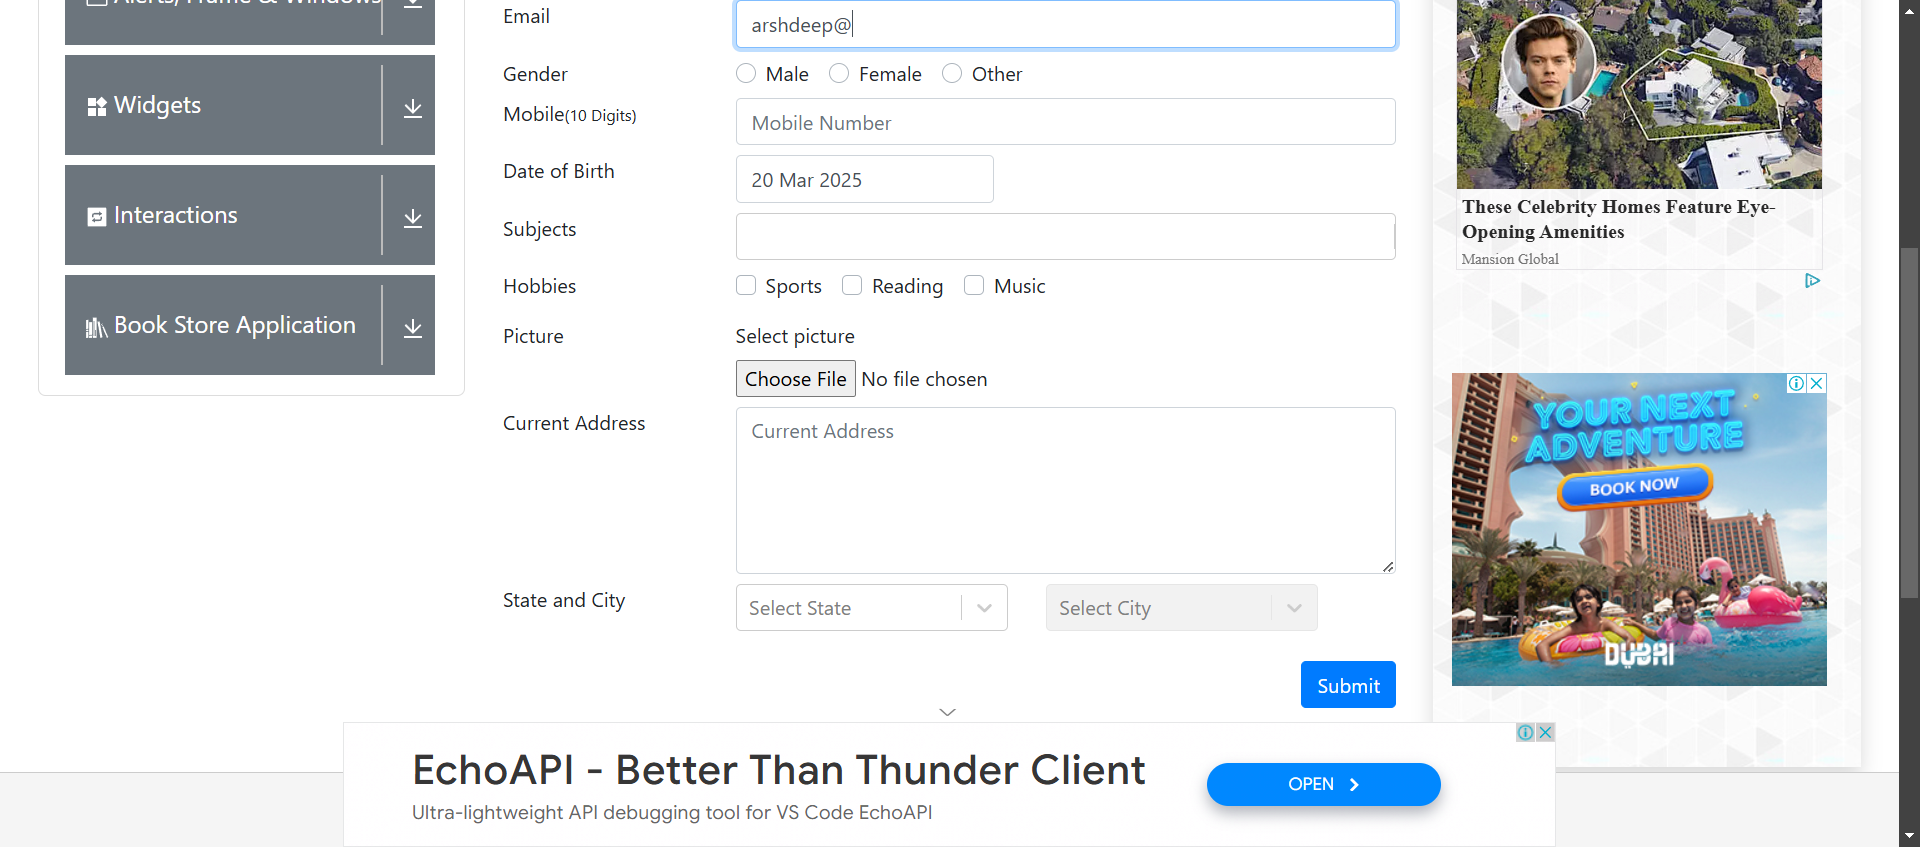 Alerts, Frame & Windows
Widgets
Interactions
Book Store Application
Email
arshdeep@
Gender
Male
Female
Other
Mobile(10 Digits)
Mobile Number
Date of Birth
20 Mar 2025
Subjects
Hobbies
Sports
Reading
Music
Picture
Select picture
Choose File No file chosen
Current Address
Current Address
State and City
Select State
Select City
Submit
These Celebrity Homes Feature Eye-
Opening Amenities
Mansion Global
YOUR NEXT
ADVENTURE
BOOK NOW
DUBAI
EchoAPI - Better Than Thunder Client
Ultra-lightweight API debugging tool for VS Code EchoAPI
OPEN